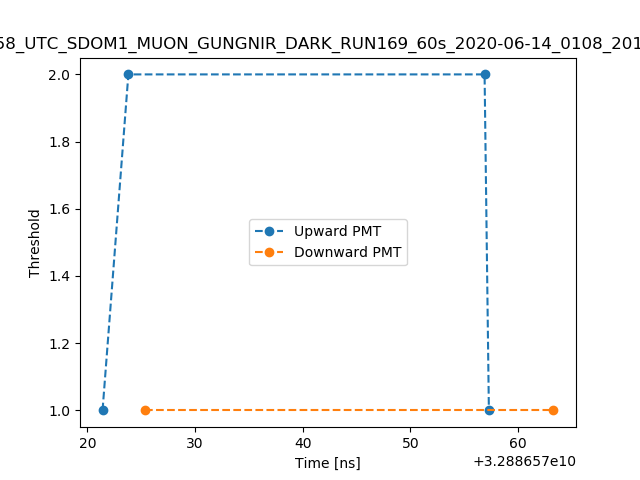 58_UTC_SDOM1_MUON_GUNGNIR_DARK_RUN169_60s_2020-06-14_0108_201
2.0
1.8
1.6
1.4
1.2
1.0
Threshold
Upward PMT
Downward PMT
20 30 40 50 60
Time [ns]
+3.288657e10